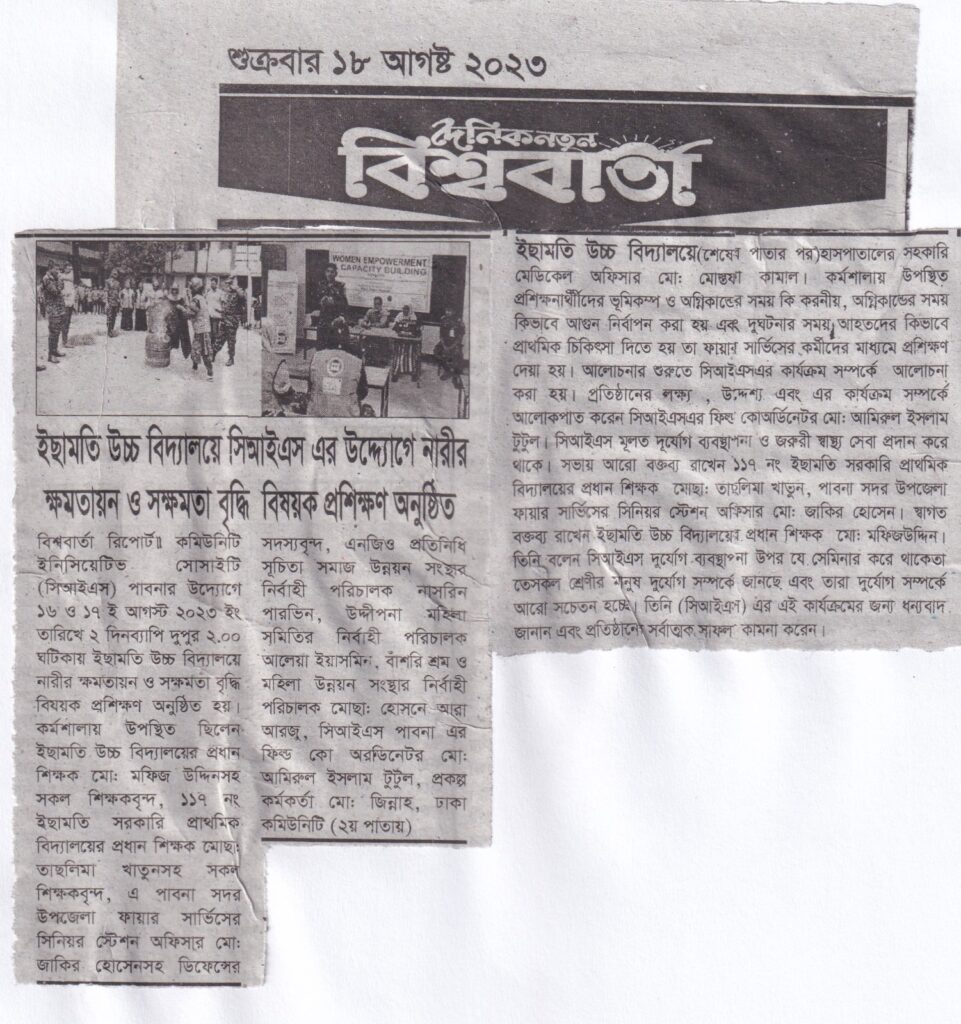 শুক্রবার ১৮ আগষ্ট ২০২৩
দৈনিক নতুন
বিশ্ববার্তা
WOMEN EMPOWERMENT
CAPACITY BUILDING
ইছামতি উচ্চ বিদ্যালয়ে সিআইএস এর উদ্দ্যোগে নারীর
ক্ষমতায়ন ও সক্ষমতা বৃদ্ধি বিষয়ক প্রশিক্ষণ অনুষ্ঠিত
বিশ্ববার্তা রিপোর্ট॥ কমিউনিটি
ইনিসিয়েটিভ সোসাইটি
(সিআইএস) পাবনার উদ্যোগে
১৬ ও ১৭ ই আগস্ট ২০২৩ ইং
তারিখে ২ দিনব্যাপি দুপুর ২.০০
ঘটিকায় ইছামতি উচ্চ বিদ্যালয়ে
নারীর ক্ষমতায়ন ও সক্ষমতা বৃদ্ধি
বিষয়ক প্রশিক্ষণ অনুষ্ঠিত হয়।
কর্মশালায় উপস্থিত ছিলেন
ইছামতি উচ্চ বিদ্যালয়ের প্রধান
শিক্ষক মো: মফিজ উদ্দিনসহ
সকল শিক্ষকবৃন্দ, ১১৭ নং
ইছামতি সরকারি প্রাথমিক
বিদ্যালয়ের প্রধান শিক্ষক মোছা:
তাছলিমা খাতুনসহ সকল
শিক্ষকবৃন্দ, এ পাবনা সদর
উপজেলা ফায়ার সার্ভিসের
সিনিয়র স্টেশন অফিসার মো:
জাকির হোসেনসহ ডিফেন্সের
সদস্যবৃন্দ, এনজিও প্রতিনিধি
সূচিতা সমাজ উন্নয়ন সংস্থার
নির্বাহী পরিচালক নাসরিন
পারভিন, উদ্দীপনা মহিলা
সমিতির নির্বাহী পরিচালক
আলেয়া ইয়াসমিন, বাঁশরি শ্রম ও
মহিলা উন্নয়ন সংস্থার নির্বাহী
পরিচালক মোছা: হোসনে আরা
আরজু, সিআইএস পাবনা এর
ফিল্ড কো অরডিনেটর মো:
আমিরুল ইসলাম টুটুল, প্রকল্প
কর্মকর্তা মো: জিন্নাহ, ঢাকা
কমিউনিটি (২য় পাতায়)
ইছামতি উচ্চ বিদ্যালয়ে(শেষের পাতার পর)হাসপাতালের সহকারি
মেডিকেল অফিসার মো: মোস্তফা কামাল। কর্মশালায় উপস্থিত
প্রশিক্ষনার্থীদের ভূমিকম্প ও অগ্নিকান্ডের সময় কি করনীয়, অগ্নিকান্ডের সময়
কিভাবে আগুন নির্বাপন করা হয় এবং দুঘটনার সময় আহতদের কিভাবে
প্রাথমিক চিকিৎসা দিতে হয় তা ফায়ার সার্ভিসের কর্মীদের মাধ্যমে প্রশিক্ষণ
দেয়া হয়। আলোচনার শুরুতে সিআইএসএর কার্যক্রম সম্পর্কে আলোচনা
করা হয়। প্রতিষ্ঠানের লক্ষ্য , উদ্দেশ্য এবং এর কার্যক্রম সম্পর্কে
আলোকপাত করেন সিআইএসএর ফিল্ড কোঅর্ডিনেটর মো: আমিরুল ইসলাম
টুটুল। সিআইএস মূলত দুর্যোগ ব্যবস্থাপনা ও জরুরী স্বাস্থ্য সেবা প্রদান করে
থাকে। সভায় আরো বক্তব্য রাখেন ১১৭ নং ইছামতি সরকারি প্রাথমিক
বিদ্যালয়ের প্রধান শিক্ষক মোছা: তাছলিমা খাতুন, পাবনা সদর উপজেলা
ফায়ার সার্ভিসের সিনিয়র স্টেশন অফিসার মো: জাকির হোসেন। স্বাগত
বক্তব্য রাখেন ইছামতি উচ্চ বিদ্যালয়ের প্রধান শিক্ষক মো: মফিজউদ্দিন।
তিনি বলেন সিআইএস দুর্যোগ ব্যবস্থাপনা উপর যে সেমিনার করে থাকেতা
তেসকল শ্রেণীর মানুষ দুর্যোগ সম্পর্কে জানছে এবং তারা দুর্যোগ সম্পর্কে
আরো সচেতন হচ্ছে। তিনি (সিআইএস) এর এই কার্যক্রমের জন্য ধন্যবাদ
জানান এবং প্রতিষ্ঠানের সর্বাত্মক সাফল্য কামনা করেন।